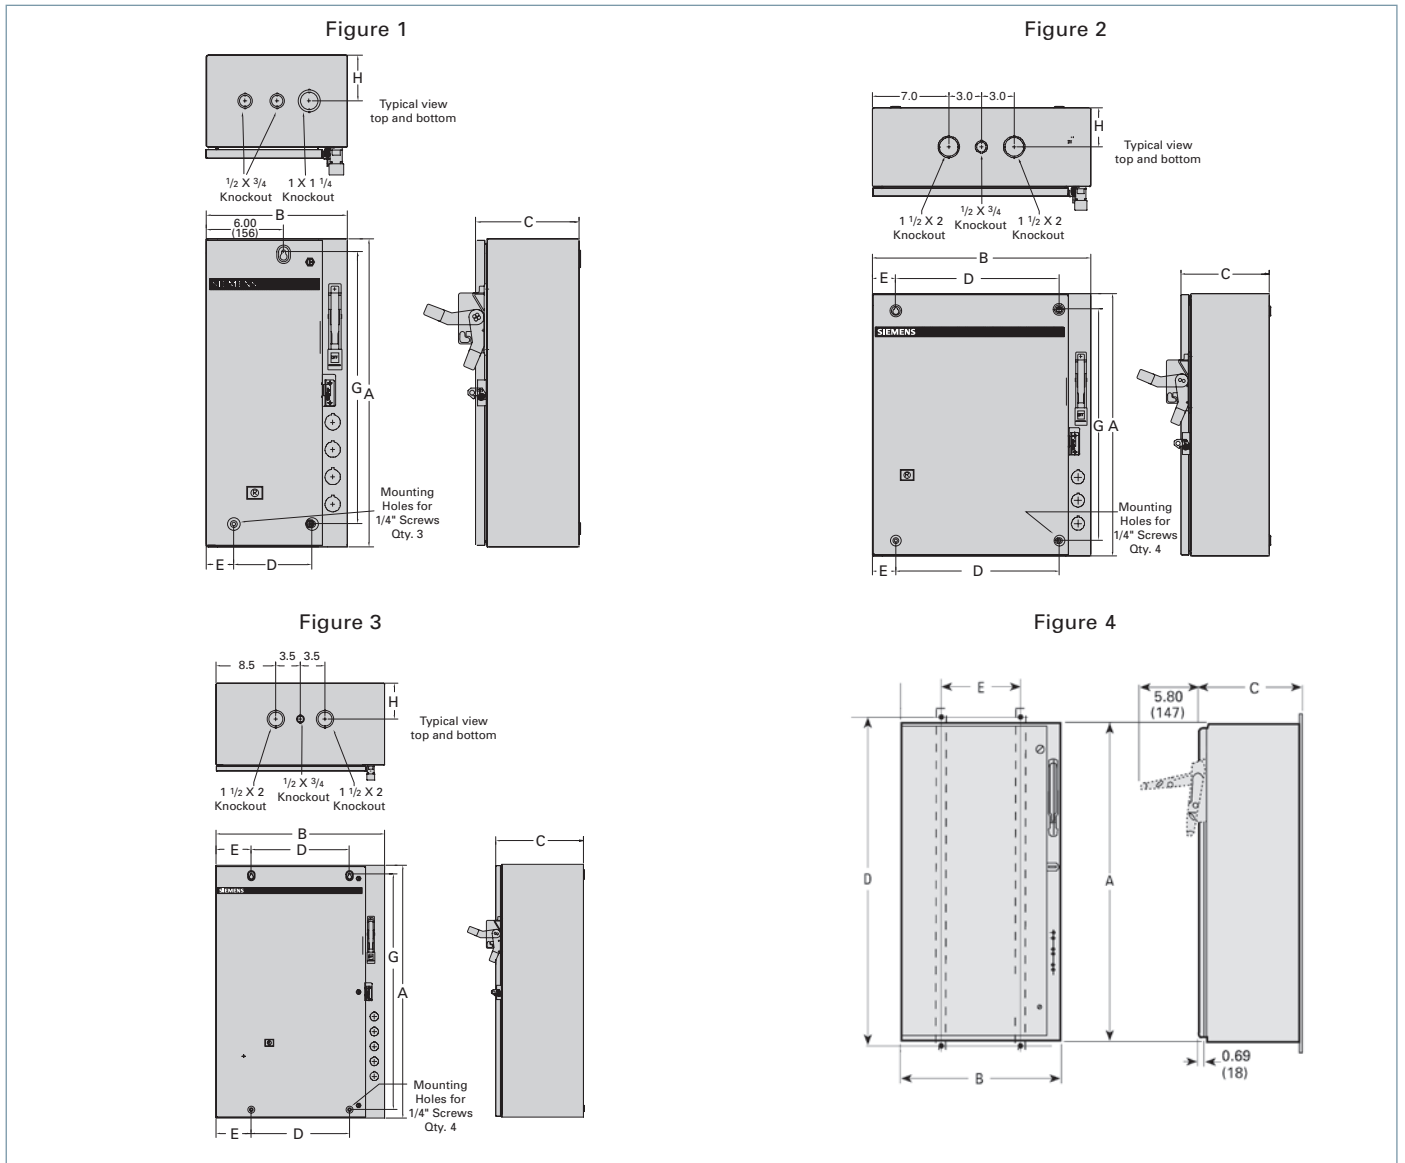 Figure 1
H
Typical view
top and bottom
1/2 X 3/4
Knockout
1 X 1 1/4
Knockout
B
6.00
(156)
C
SIEMENS
G
A
Mounting
Holes for
1/4" Screws
Qty. 3
E
D
Figure 2
7.0
3.0
3.0
H
Typical view
top and bottom
1 1/2 X 2
Knockout
1/2 X 3/4
Knockout
1 1/2 X 2
Knockout
B
E
D
C
SIEMENS
G
A
Mounting
Holes for
1/4" Screws
Qty. 4
E
D
Figure 3
8.5
3.5
3.5
H
Typical view
top and bottom
1 1/2 X 2
Knockout
1/2 X 3/4
Knockout
1 1/2 X 2
Knockout
B
E
D
C
SIEMENS
G
A
Mounting
Holes for
1/4" Screws
Qty. 4
E
D
Figure 4
E
5.80
(147)
C
D
A
B
0.69
(18)